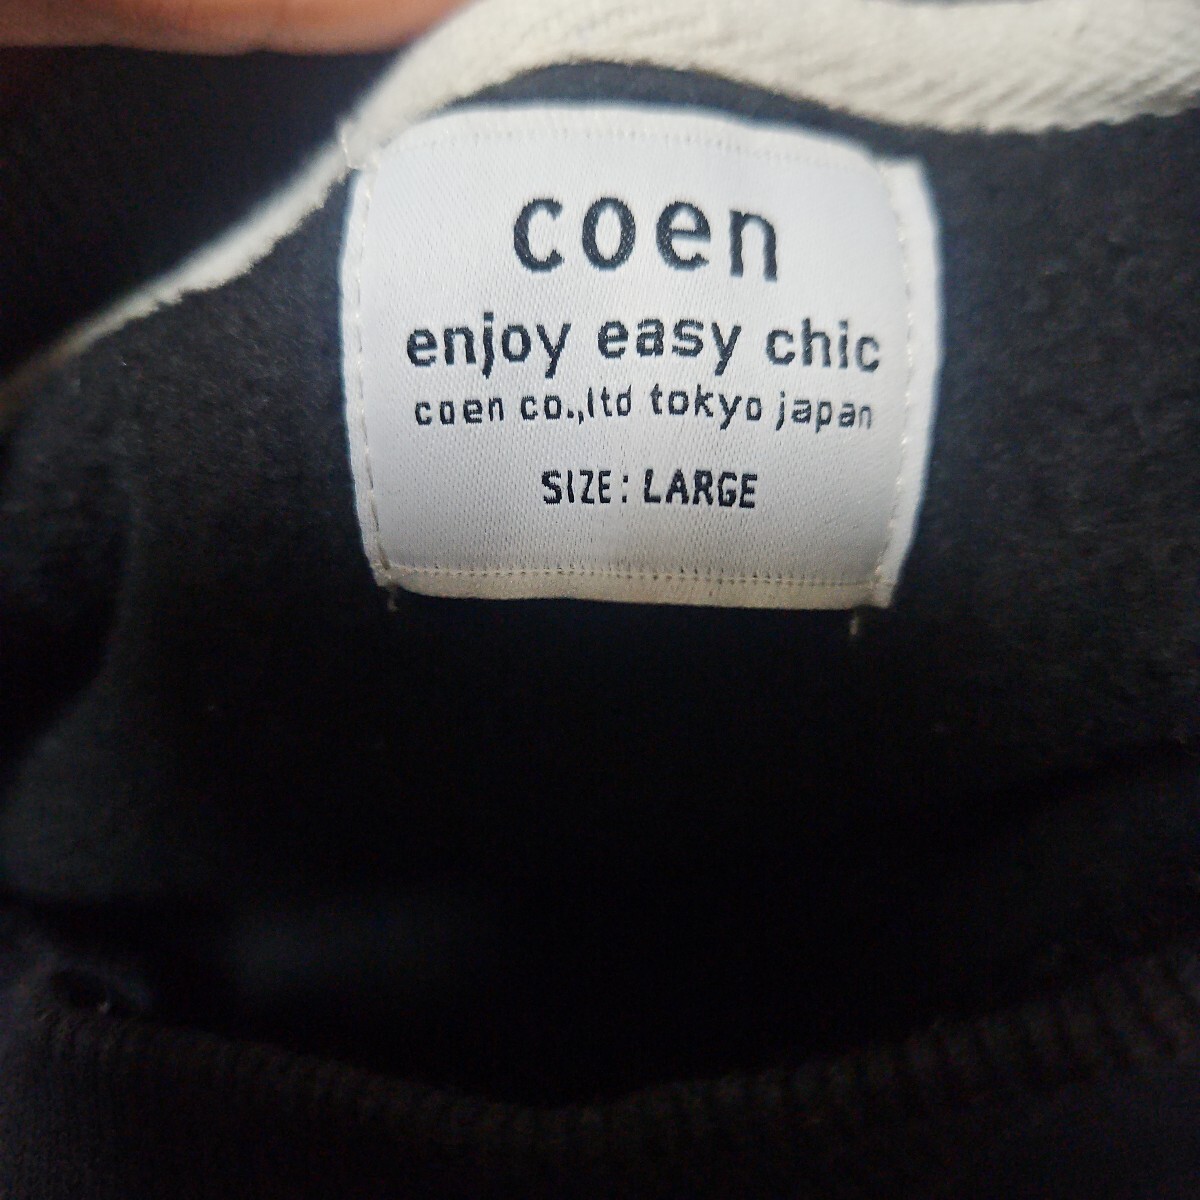 coen
enjoy easy chic
coen co.,ltd tokyo japan
SIZE: LARGE